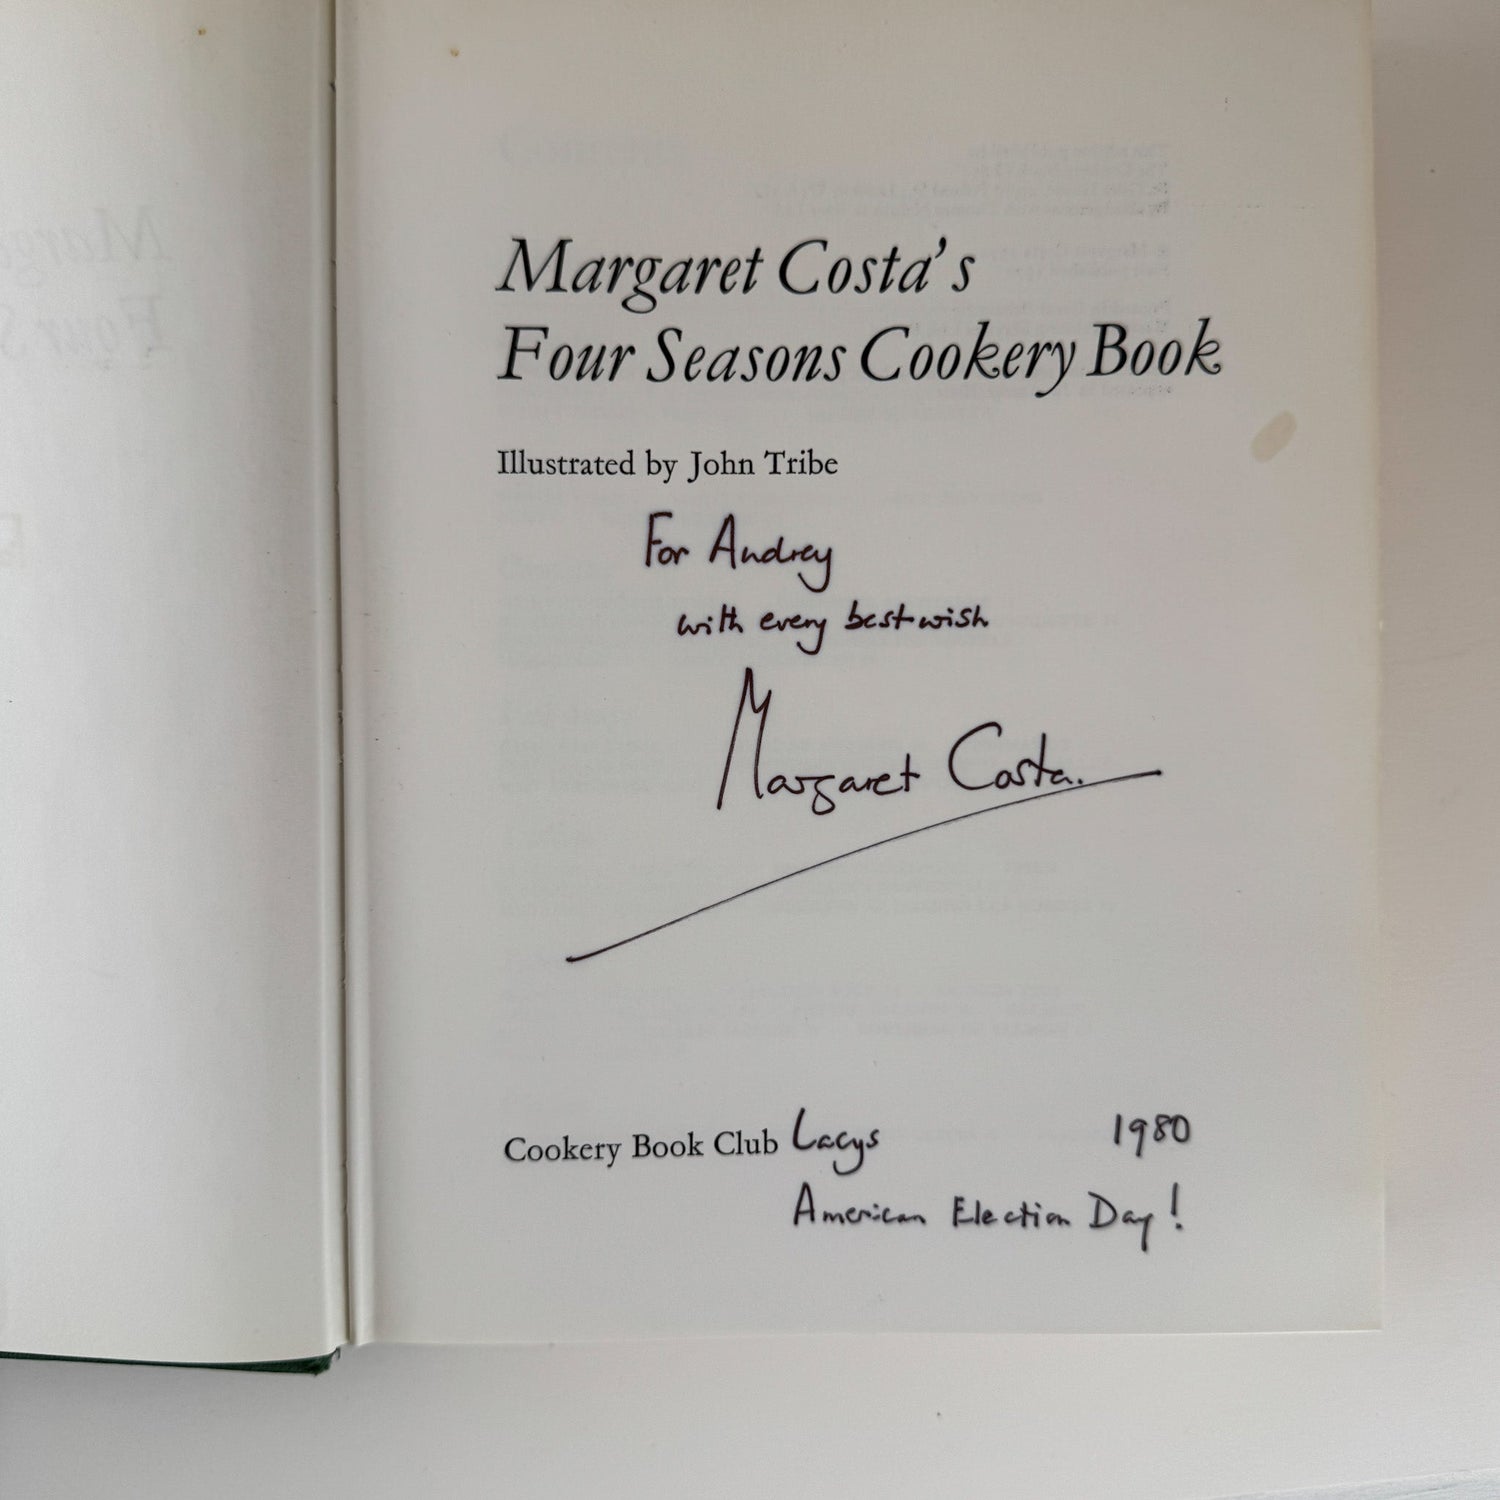 Margaret Costa's
Four Seasons Cookery Book
Illustrated by John Tribe
For Audrey
with every best wish
Margaret Costa.
Cookery Book Club Lacys 1980
American Election Day!